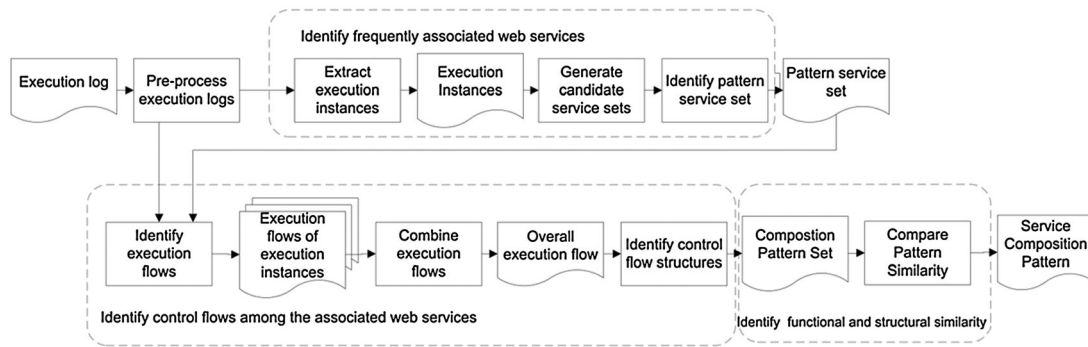 Identify frequently associated web services
Execution log
Pre-process
execution logs
Extract
execution
instances
Execution
Instances
Generate
candidate
service sets
Identify pattern
service set
Pattern service
set
Identify
execution
flows
Execution
flows of
execution
instances
Combine
execution flows
Overall
execution flow
Identify control
flow structures
Compostion
Pattern Set
Compare
Pattern
Similarity
Service
Composition
Pattern
Identify control flows among the associated web services
Identify functional and structural similarity